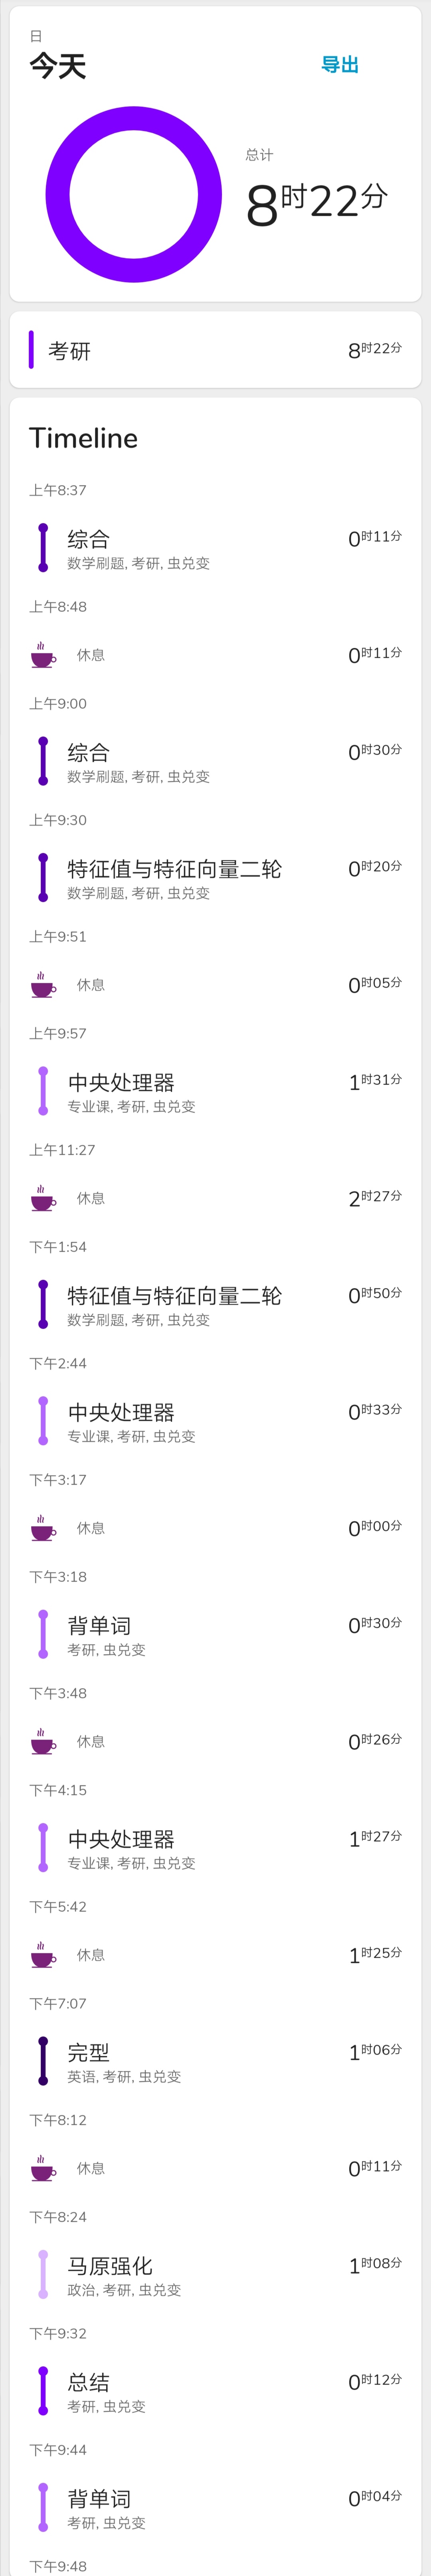 日
今天
导出
总计
8时22分
考研
8时22分
Timeline
上午8:37
综合
0时11分
数学刷题, 考研, 虫兑变
上午8:48
休息
0时11分
上午9:00
综合
0时30分
数学刷题, 考研, 虫兑变
上午9:30
特征值与特征向量二轮
0时20分
数学刷题, 考研, 虫兑变
上午9:51
休息
0时05分
上午9:57
中央处理器
1时31分
专业课, 考研, 虫兑变
上午11:27
休息
2时27分
下午1:54
特征值与特征向量二轮
0时50分
数学刷题, 考研, 虫兑变
下午2:44
中央处理器
0时33分
专业课, 考研, 虫兑变
下午3:17
休息
0时00分
下午3:18
背单词
0时30分
考研, 虫兑变
下午3:48
休息
0时26分
下午4:15
中央处理器
1时27分
专业课, 考研, 虫兑变
下午5:42
休息
1时25分
下午7:07
完型
1时06分
英语, 考研, 虫兑变
下午8:12
休息
0时11分
下午8:24
马原强化
1时08分
政治, 考研, 虫兑变
下午9:32
总结
0时12分
考研, 虫兑变
下午9:44
背单词
0时04分
考研, 虫兑变
下午9:48